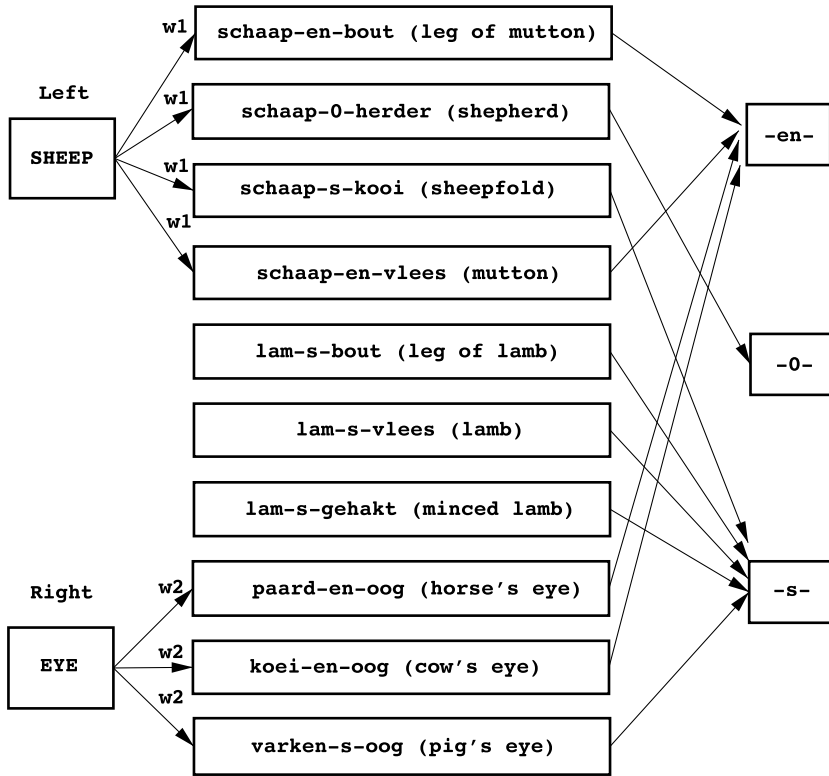 w1
schaap-en-bout (leg of mutton)
Left
w1
schaap-0-herder (shepherd)
-en-
SHEEP
w1
schaap-s-kooi (sheepfold)
w1
schaap-en-vlees (mutton)
lam-s-bout (leg of lamb)
-0-
lam-s-vlees (lamb)
lam-s-gehakt (minced lamb)
Right
w2
paard-en-oog (horse's eye)
-s-
EYE
w2
koei-en-oog (cow's eye)
w2
varken-s-oog (pig's eye)